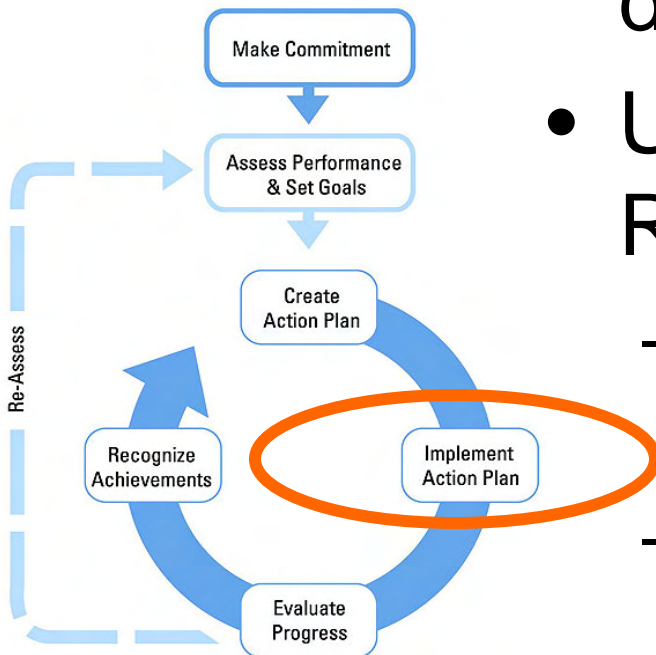 Make Commitment
Assess Performance
& Set Goals
Create
Action Plan
Implement
Action Plan
Evaluate
Progress
Recognize
Achievements
Re-Assess
• U
R
-
-